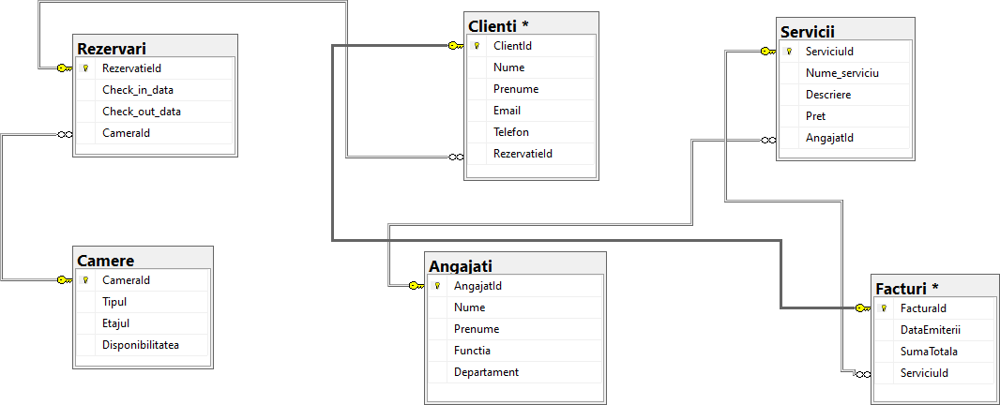 Rezervari
RezervatieId
Check_in_data
Check_out_data
CameraId
Clienti *
ClientId
Nume
Prenume
Email
Telefon
RezervatieId
Servicii
ServiciuId
Nume_serviciu
Descriere
Pret
AngajatId
Camere
CameraId
Tipul
Etajul
Disponibilitatea
Angajati
AngajatId
Nume
Prenume
Functia
Departament
Facturi *
FacturaId
DataEmiterii
SumaTotala
ServiciuId